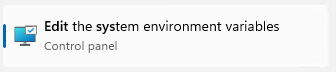 Edit the system environment variables
Control panel